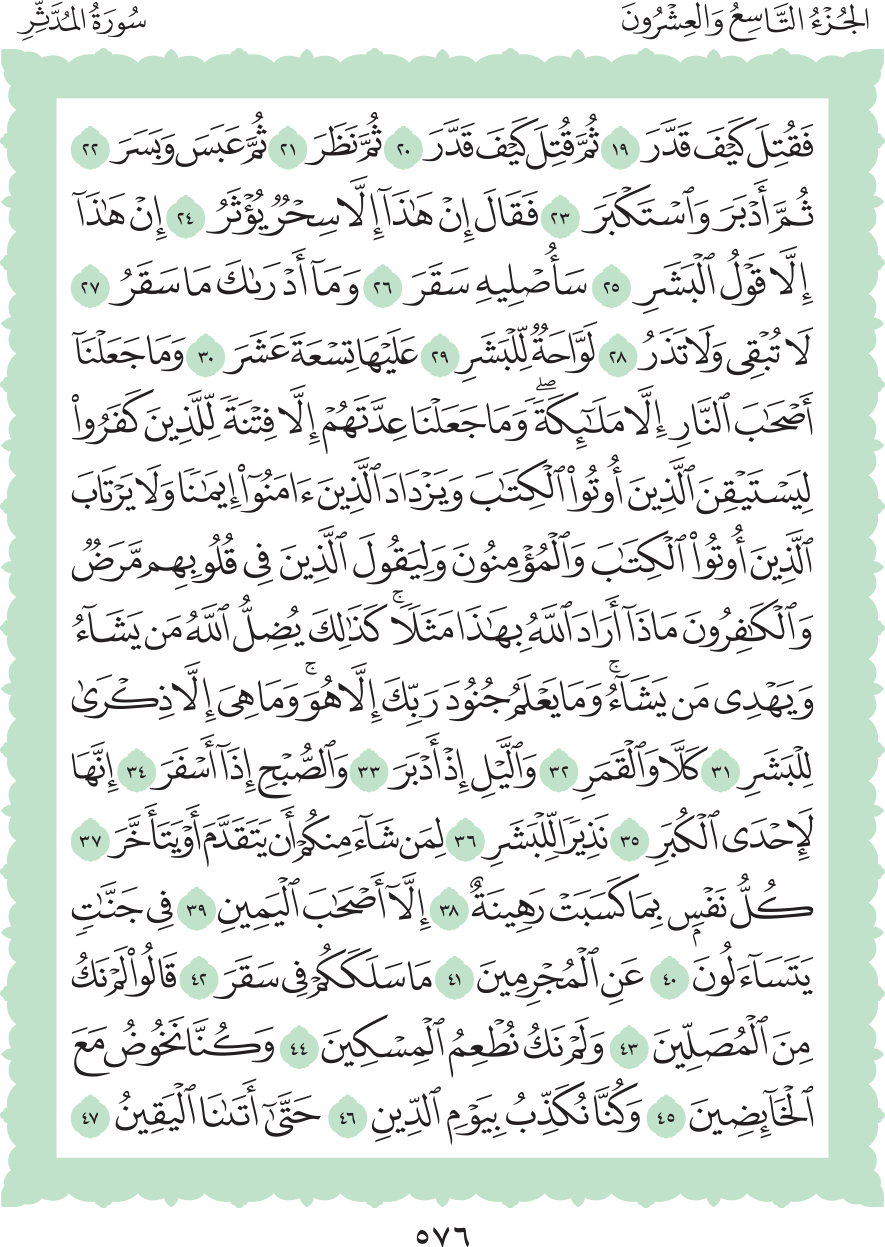 الجُزْءُ التَّاسِعُ وَالعِشْرُونَ
سُورَةُ المُدَّثِّرِ
فَقُتِلَ كَيْفَ قَدَّرَ ١٩ ثُمَّ قُتِلَ كَيْفَ قَدَّرَ ٢٠ ثُمَّ نَظَرَ ٢١ ثُمَّ عَبَسَ وَبَسَرَ ٢٢
ثُمَّ أَدْبَرَ وَٱسْتَكْبَرَ ٢٣ فَقَالَ إِنْ هَٰذَآ إِلَّا سِحْرٌ يُؤْثَرُ ٢٤ إِنْ هَٰذَآ
إِلَّا قَوْلُ ٱلْبَشَرِ ٢٥ سَأُصْلِيهِ سَقَرَ ٢٦ وَمَآ أَدْرَىٰكَ مَا سَقَرُ ٢٧
لَا تُبْقِى وَلَا تَذَرُ ٢٨ لَوَّاحَةٌ لِّلْبَشَرِ ٢٩ عَلَيْهَا تِسْعَةَ عَشَرَ ٣٠ وَمَا جَعَلْنَآ
أَصْحَٰبَ ٱلنَّارِ إِلَّا مَلَٰٓئِكَةً ۖ وَمَا جَعَلْنَا عِدَّتَهُمْ إِلَّا فِتْنَةً لِّلَّذِينَ كَفَرُوا۟
لِيَسْتَيْقِنَ ٱلَّذِينَ أُوتُوا۟ ٱلْكِتَٰبَ وَيَزْدَادَ ٱلَّذِينَ ءَامَنُوٓا۟ إِيمَٰنًا وَلَا يَرْتَابَ
ٱلَّذِينَ أُوتُوا۟ ٱلْكِتَٰبَ وَٱلْمُؤْمِنُونَ وَلِيَقُولَ ٱلَّذِينَ فِى قُلُوبِهِم مَّرَضٌ
وَٱلْكَٰفِرُونَ مَاذَآ أَرَادَ ٱللَّهُ بِهَٰذَا مَثَلًا ۚ كَذَٰلِكَ يُضِلُّ ٱللَّهُ مَن يَشَآءُ
وَيَهْدِى مَن يَشَآءُ ۚ وَمَا يَعْلَمُ جُنُودَ رَبِّكَ إِلَّا هُوَ ۚ وَمَا هِىَ إِلَّا ذِكْرَىٰ
لِلْبَشَرِ ٣١ كَلَّا وَٱلْقَمَرِ ٣٢ وَٱلَّيْلِ إِذْ أَدْبَرَ ٣٣ وَٱلصُّبْحِ إِذَآ أَسْفَرَ ٣٤ إِنَّهَا
لَإِحْدَى ٱلْكُبَرِ ٣٥ نَذِيرًا لِّلْبَشَرِ ٣٦ لِمَن شَآءَ مِنكُمْ أَن يَتَقَدَّمَ أَوْ يَتَأَخَّرَ ٣٧
كُلُّ نَفْسٍۭ بِمَا كَسَبَتْ رَهِينَةٌ ٣٨ إِلَّآ أَصْحَٰبَ ٱلْيَمِينِ ٣٩ فِى جَنَّٰتٍ
يَتَسَآءَلُونَ ٤٠ عَنِ ٱلْمُجْرِمِينَ ٤١ مَا سَلَكَكُمْ فِى سَقَرَ ٤٢ قَالُوا۟ لَمْ نَكُ
مِنَ ٱلْمُصَلِّينَ ٤٣ وَلَمْ نَكُ نُطْعِمُ ٱلْمِسْكِينَ ٤٤ وَكُنَّا نَخُوضُ مَعَ
ٱلْخَآئِضِينَ ٤٥ وَكُنَّا نُكَذِّبُ بِيَوْمِ ٱلدِّينِ ٤٦ حَتَّىٰٓ أَتَىٰنَا ٱلْيَقِينُ ٤٧
٥٧٦